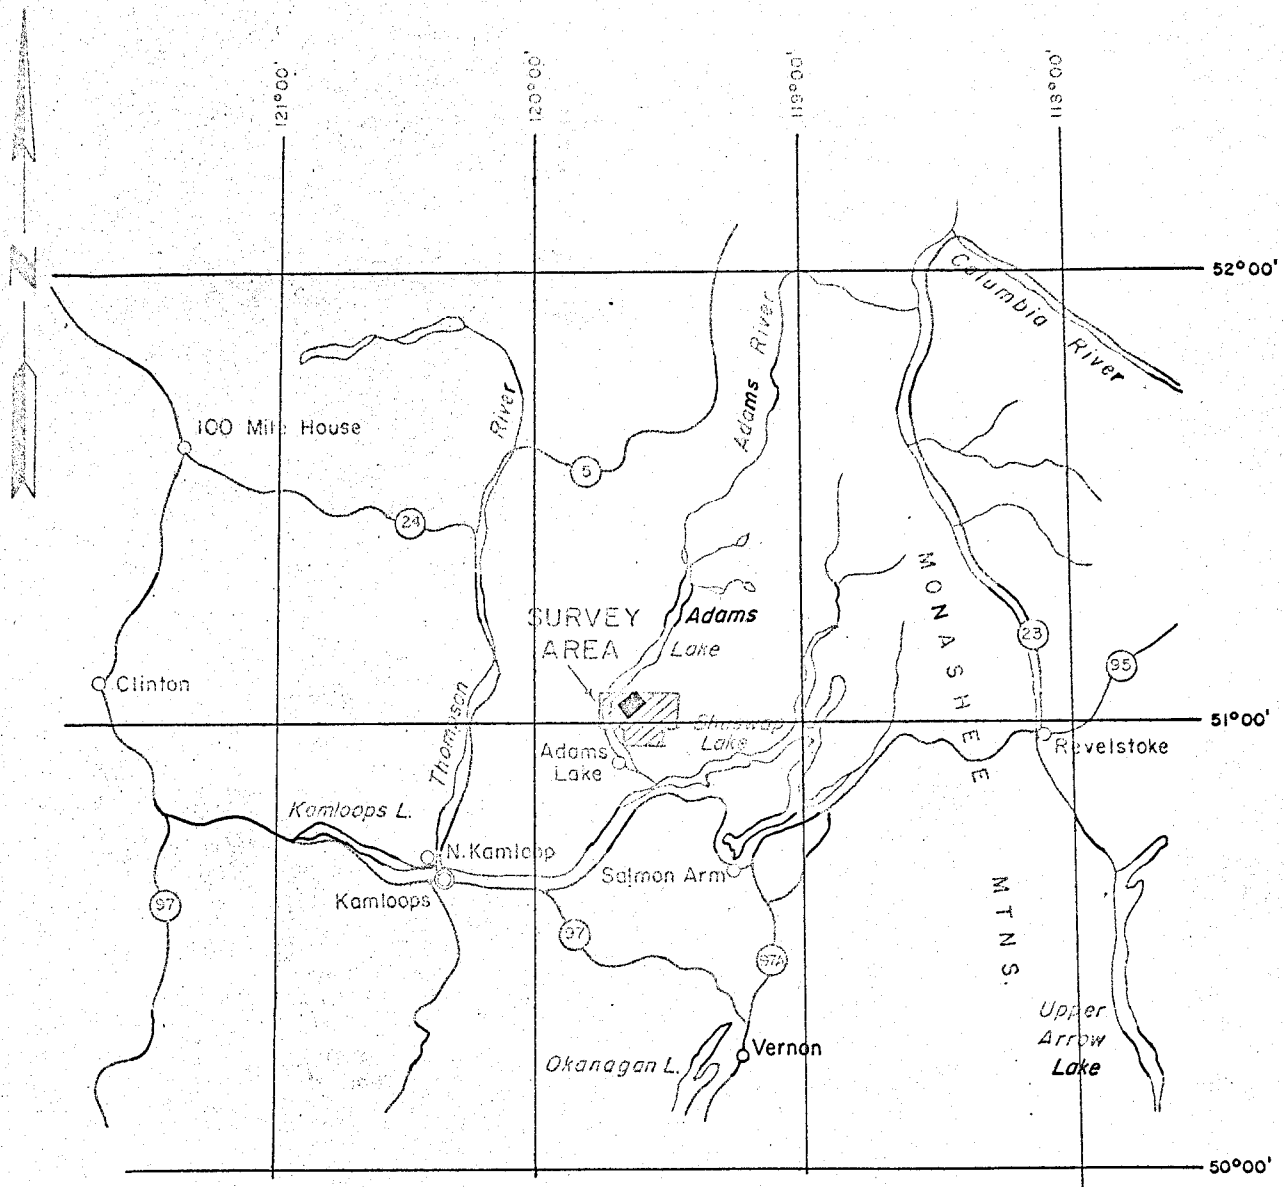 121°00'
120°00'
119°00'
118°00'
N
52°00'
Columbia River
Adams River
100 Mile House
River
5
24
SURVEY
AREA
Adams
Lake
MONASHEE
23
95
Clinton
Thompson
Shuswap
Lake
51°00'
Revelstoke
Adams
Lake
Kamloops L.
N. Kamloop
Salmon Arm
Kamloops
MTNS.
97
97
97A
Upper
Arrow
Lake
Vernon
Okanagan L.
50°00'